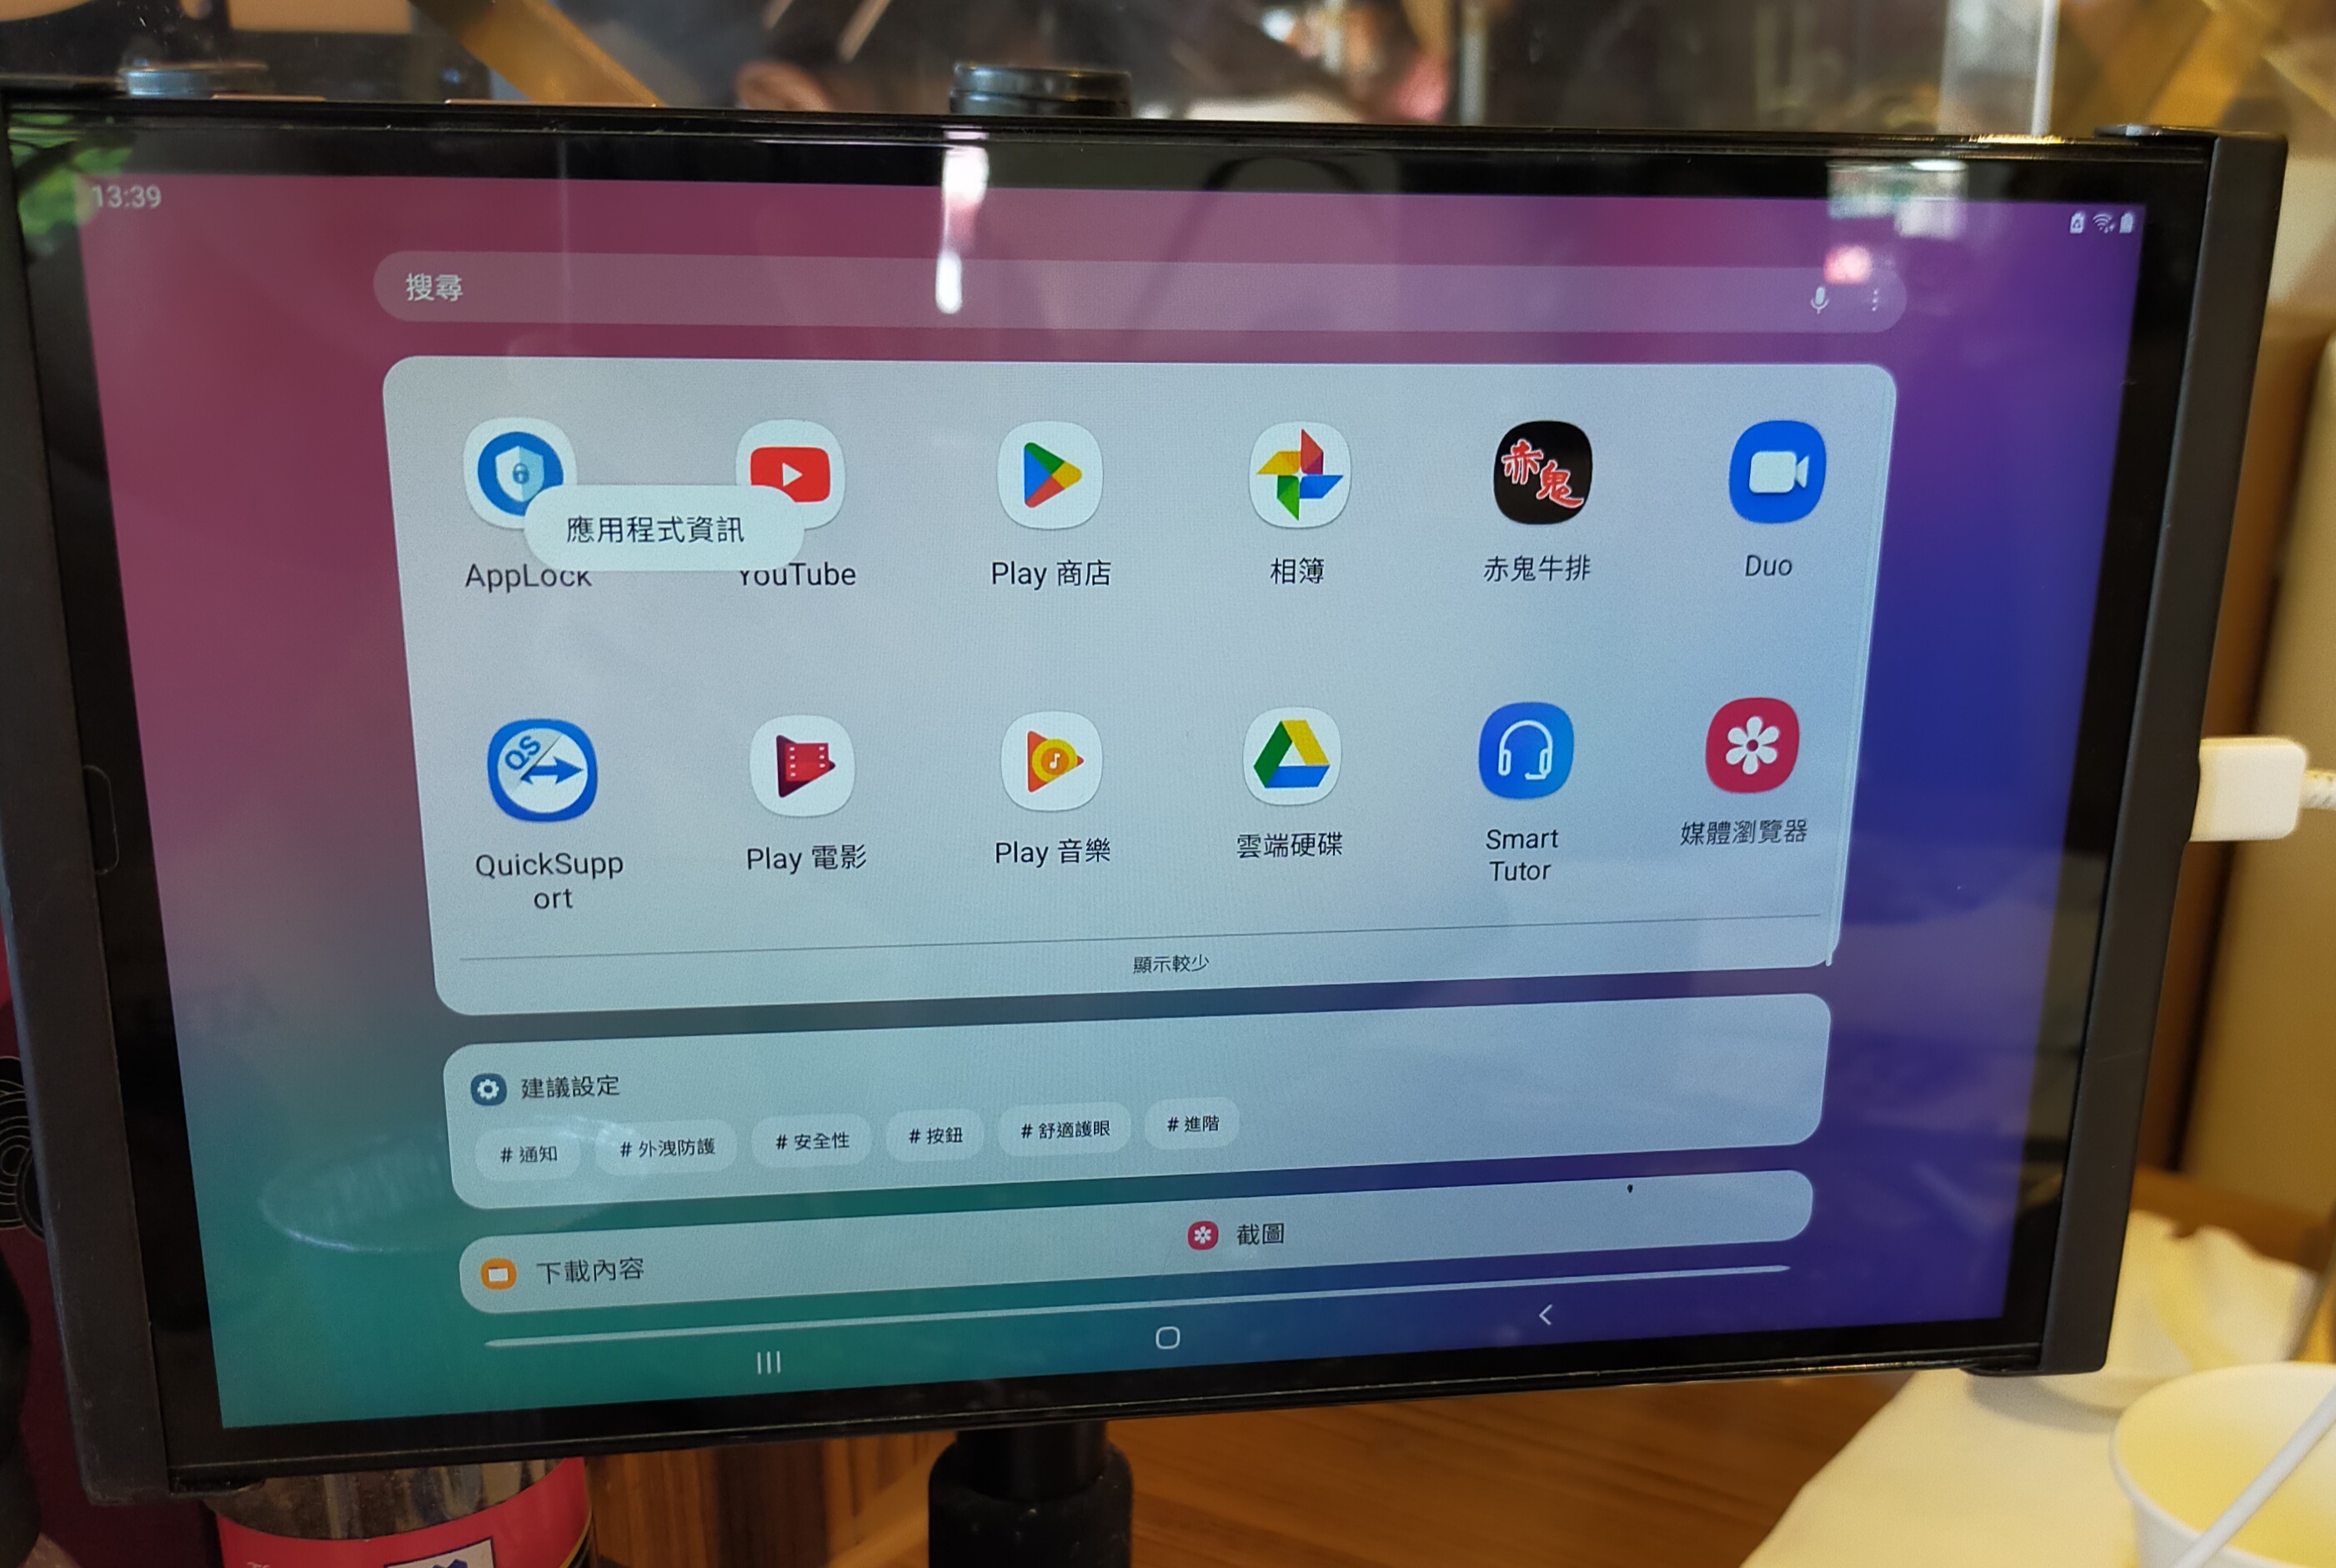 13:39
搜尋
應用程式資訊
AppLock
YouTube
Play 商店
相簿
赤鬼
赤鬼牛排
Duo
QS
QuickSupp
ort
Play 電影
Play 音樂
雲端硬碟
Smart
Tutor
媒體瀏覽器
顯示較少
建議設定
# 通知
# 外洩防護
# 安全性
# 按鈕
# 舒適護眼
# 進階
下載內容
截圖